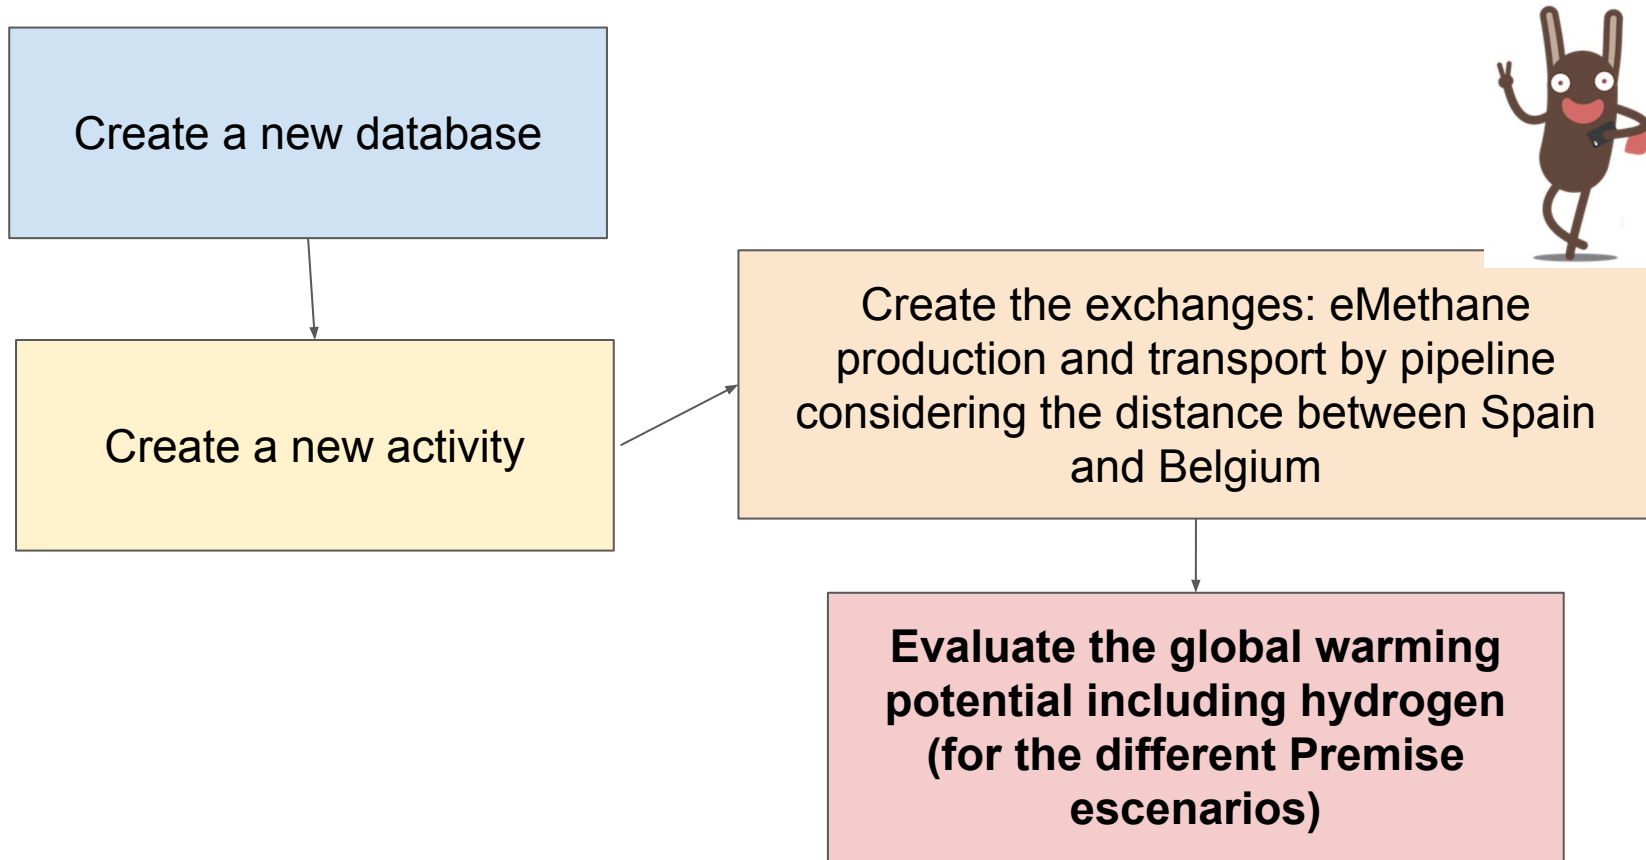 Create a new database
Create a new activity
Create the exchanges: eMethane
production and transport by pipeline
considering the distance between Spain
and Belgium
Evaluate the global warming
potential including hydrogen
(for the different Premise
escenarios)